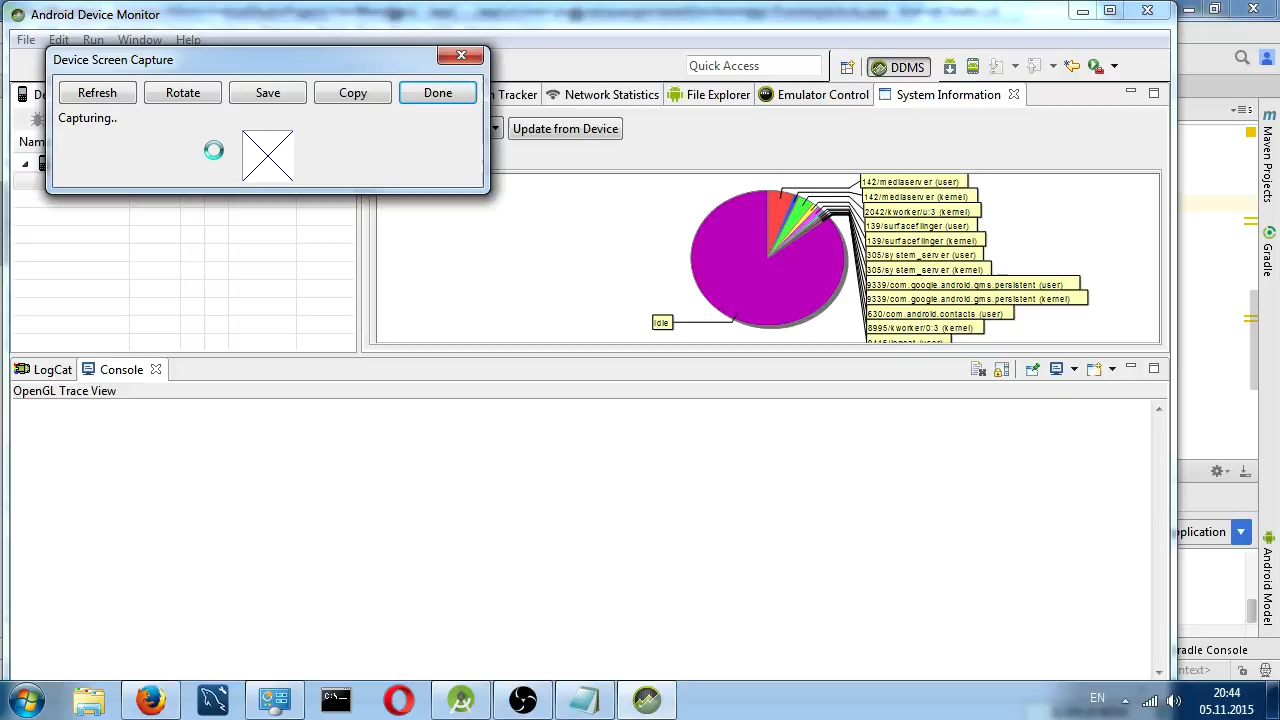 Android Device Monitor
File Edit Run Window Help
Device Screen Capture
Refresh Rotate Save Copy Done
Capturing..
Quick Access
DDMS
Tracker
Network Statistics
File Explorer
Emulator Control
System Information
Update from Device
142/mediaserver (user)
142/mediaserver (kernel)
2042/kworker/u:3 (kernel)
139/surfaceflinger (user)
139/surfaceflinger (kernel)
305/system_server (user)
305/system_server (kernel)
9339/com.google.android.gms.persistent (user)
9339/com.google.android.gms.persistent (kernel)
630/com.android.contacts (user)
8995/kworker/0:3 (kernel)
Idle
LogCat
Console
OpenGL Trace View
Maven Projects
Gradle
Android Model
pplication
radle Console
ntext>
C:\_
EN
20:44
05.11.2015